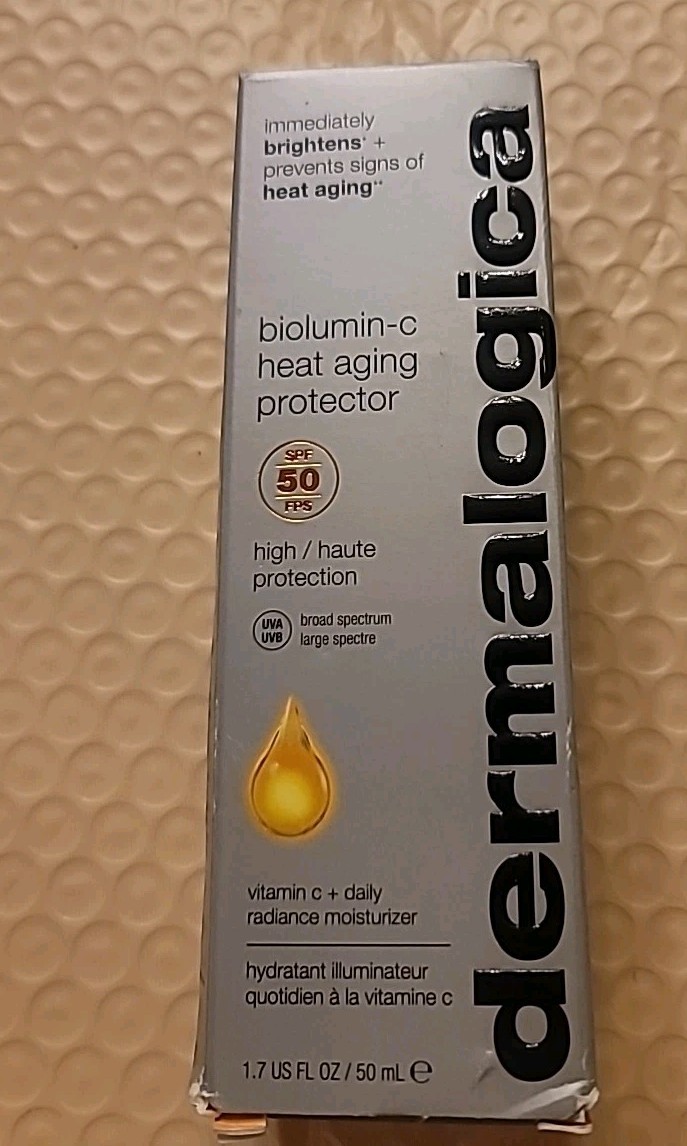 immediately
brightens* +
prevents signs of
heat aging**
biolumin-c
heat aging
protector
SPF
50
FPS
high / haute
protection
UVA
UVB
broad spectrum
large spectre
vitamin c + daily
radiance moisturizer
hydratant illuminateur
quotidien à la vitamine c
1.7 US FL OZ / 50 mL ℮
dermalogica